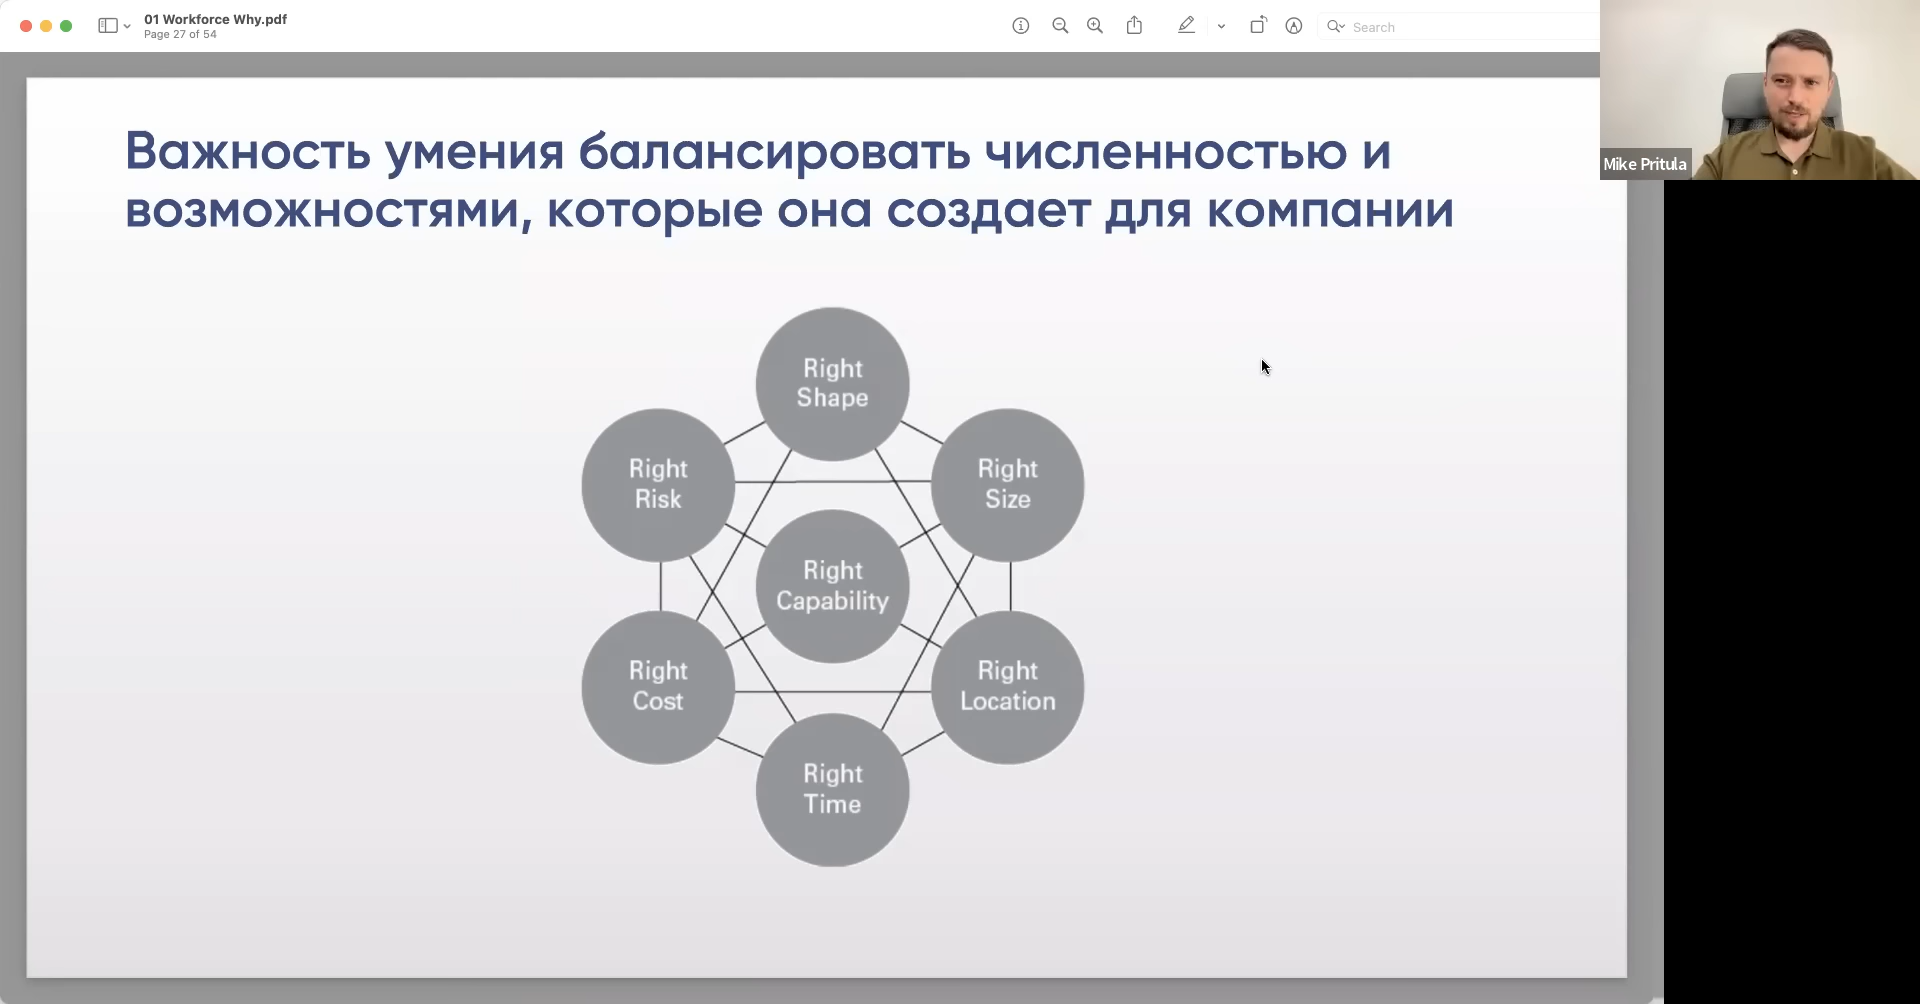 01 Workforce Why.pdf
Page 27 of 54
Search
Mike Pritula
Важность умения балансировать численностью и
возможностями, которые она создает для компании
Right
Shape
Right
Risk
Right
Size
Right
Capability
Right
Cost
Right
Location
Right
Time